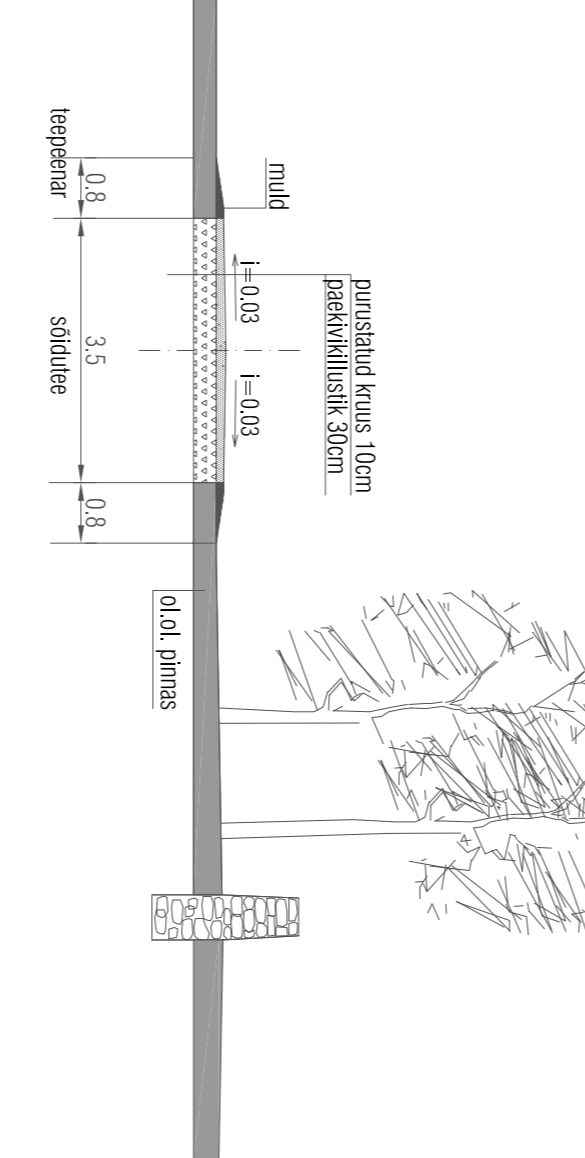 purustatud kruus 10cm
paekivikillustik 30cm
muld
i=0.03
i=0.03
ol.ol. pinnas
0.8
3.5
0.8
teepeenar
sõidutee